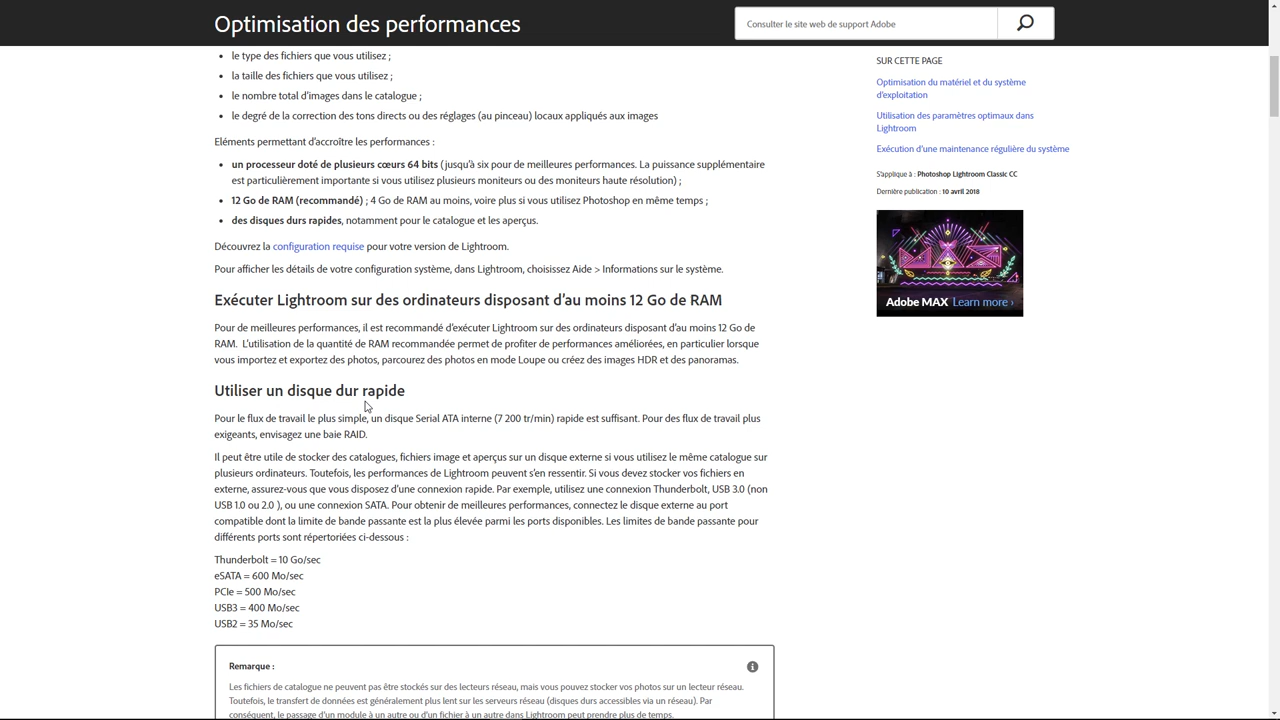 Optimisation des performances
Consulter le site web de support Adobe
le type des fichiers que vous utilisez ;
la taille des fichiers que vous utilisez ;
le nombre total d'images dans le catalogue ;
le degré de la correction des tons directs ou des réglages (au pinceau) locaux appliqués aux images
Eléments permettant d'accroître les performances :
un processeur doté de plusieurs cœurs 64 bits (jusqu'à six pour de meilleures performances. La puissance supplémentaire
est particulièrement importante si vous utilisez plusieurs moniteurs ou des moniteurs haute résolution) ;
12 Go de RAM (recommandé) ; 4 Go de RAM au moins, voire plus si vous utilisez Photoshop en même temps ;
des disques durs rapides, notamment pour le catalogue et les aperçus.
Découvrez la configuration requise pour votre version de Lightroom.
Pour afficher les détails de votre configuration système, dans Lightroom, choisissez Aide > Informations sur le système.
Exécuter Lightroom sur des ordinateurs disposant d'au moins 12 Go de RAM
Pour de meilleures performances, il est recommandé d'exécuter Lightroom sur des ordinateurs disposant d'au moins 12 Go de
RAM. L'utilisation de la quantité de RAM recommandée permet de profiter de performances améliorées, en particulier lorsque
vous importez et exportez des photos, parcourez des photos en mode Loupe ou créez des images HDR et des panoramas.
Utiliser un disque dur rapide
Pour le flux de travail le plus simple, un disque Serial ATA interne (7 200 tr/min) rapide est suffisant. Pour des flux de travail plus
exigeants, envisagez une baie RAID.
Il peut être utile de stocker des catalogues, fichiers image et aperçus sur un disque externe si vous utilisez le même catalogue sur
plusieurs ordinateurs. Toutefois, les performances de Lightroom peuvent s'en ressentir. Si vous devez stocker vos fichiers en
externe, assurez-vous que vous disposez d'une connexion rapide. Par exemple, utilisez une connexion Thunderbolt, USB 3.0 (non
USB 1.0 ou 2.0 ), ou une connexion SATA. Pour obtenir de meilleures performances, connectez le disque externe au port
compatible dont la limite de bande passante est la plus élevée parmi les ports disponibles. Les limites de bande passante pour
différents ports sont répertoriées ci-dessous :
Thunderbolt = 10 Go/sec
eSATA = 600 Mo/sec
PCIe = 500 Mo/sec
USB3 = 400 Mo/sec
USB2 = 35 Mo/sec
Remarque :
Les fichiers de catalogue ne peuvent pas être stockés sur des lecteurs réseau, mais vous pouvez stocker vos photos sur un lecteur réseau.
Toutefois, le transfert de données est généralement plus lent sur les serveurs réseau (disques durs accessibles via un réseau). Par
conséquent, le passage d'un module à un autre ou d'un fichier à un autre dans Lightroom peut prendre plus de temps.
SUR CETTE PAGE
Optimisation du matériel et du système
d'exploitation
Utilisation des paramètres optimaux dans
Lightroom
Exécution d'une maintenance régulière du système
S'applique à : Photoshop Lightroom Classic CC
Dernière publication : 10 avril 2018
Adobe MAX Learn more ›